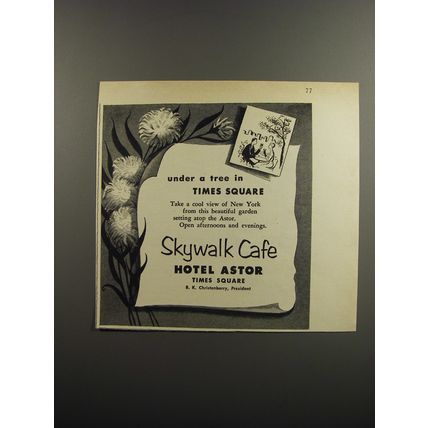 77
under a tree in
TIMES SQUARE
Take a cool view of New York
from this beautiful garden
setting atop the Astor.
Open afternoons and evenings.
Skywalk Cafe
HOTEL ASTOR
TIMES SQUARE
R. K. Christenberry, President